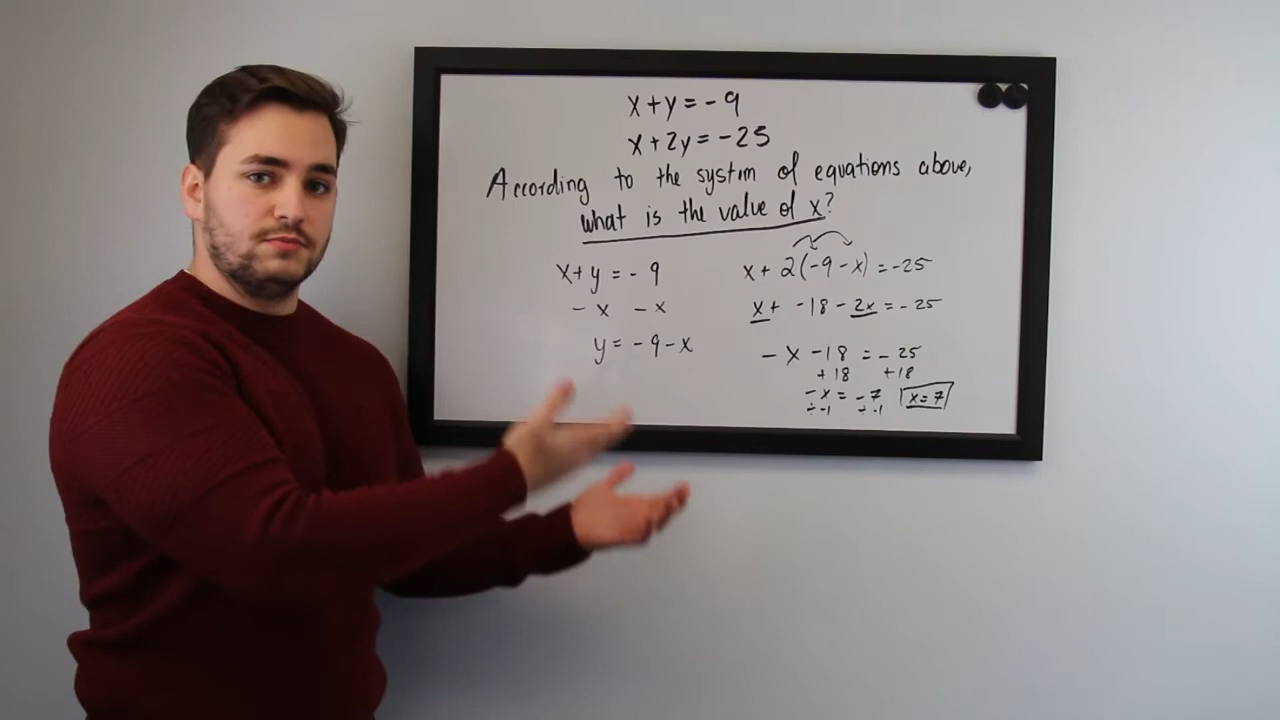 x+y=-9
x+2y=-25
According to the system of equations above,
what is the value of x?
x+y=-9
-x -x
y=-9-x
x+2(-9-x)=-25
x+ -18-2x=-25
-x-18=-25
+18 +18
-x=-7 x=7
÷-1 ÷-1